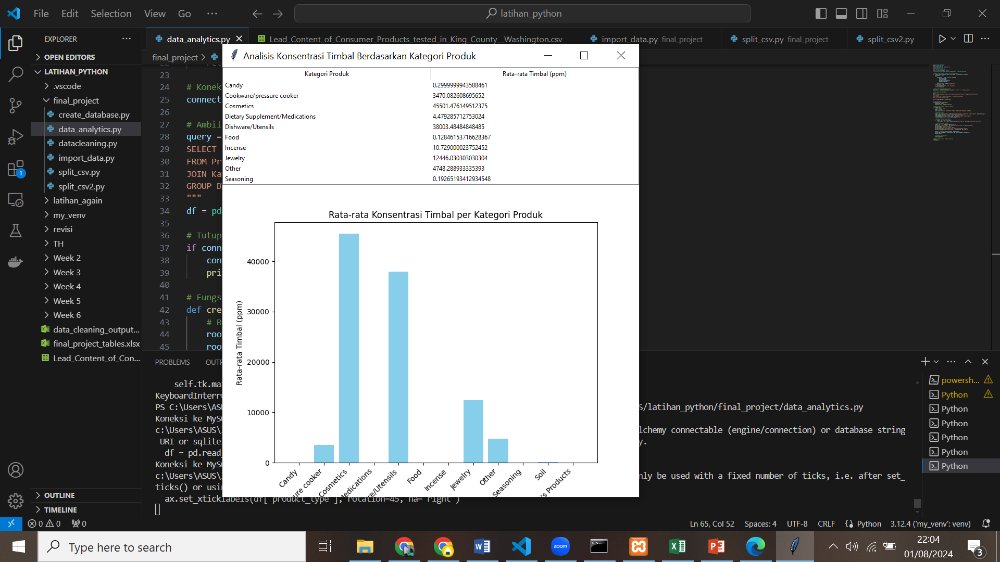 File Edit Selection View Go ···
latihan_python
EXPLORER
OPEN EDITORS
LATIHAN_PYTHON
.vscode
final_project
create_database.py
data_analytics.py
datacleaning.py
import_data.py
split_csv.py
split_csv2.py
latihan_again
my_venv
revisi
TH
Week 2
Week 3
Week 4
Week 5
Week 6
data_cleaning_output...
final_project_tables.xlsx
Lead_Content_of_Con...
OUTLINE
TIMELINE
1
data_analytics.py
Lead_Content_of_Consumer_Products_tested_in_King_County__Washington.csv
import_data.py final_project
split_csv.py final_project
split_csv2.py
final_project >
23
24 # Konek
25 connect
26
27 # Ambil
28 query =
29 SELECT
30 FROM Pr
31 JOIN Ka
32 GROUP B
33 """
34 df = pd
35
36 # Tutup
37 if conn
38 con
39 pri
40
41 # Fungs
42 def cre
43 # B
44 roo
45 roo
Analisis Konsentrasi Timbal Berdasarkan Kategori Produk
Kategori Produk Rata-rata Timbal (ppm)
Candy 0.2999999943588461
Cookware/pressure cooker 3470.082608695652
Cosmetics 45501.476149512375
Dietary Supplement/Medications 4.479285712753024
Dishware/Utensils 38003.48484848485
Food 0.12846153716628367
Incense 10.729000023752452
Jewelry 12446.030303030304
Other 4748.288933335393
Seasoning 0.19265193412934548
Rata-rata Konsentrasi Timbal per Kategori Produk
Rata-rata Timbal (ppm)
40000
30000
20000
10000
0
Candy
ure cooker
Cosmetics
Medications
re/Utensils
Food
Incense
Jewelry
Other
Seasoning
Soil
's Products
PROBLEMS OUTP
self.tk.mai
KeyboardInterru
PS C:\Users\ASU S/latihan_python/final_project/data_analytics.py
Koneksi ke MySQ
c:\Users\ASUS\ lchemy connectable (engine/connection) or database string
URI or sqlite y.
df = pd.read_
Koneksi ke MySQ
c:\Users\ASUS\ nly be used with a fixed number of ticks, i.e. after set_
ticks() or usin
ax.set_xticklabels(df['product_type'], rotation=45, ha='right')
powersh...
Python
Python
Python
Python
Python
Python
0 0 0
Ln 65, Col 52 Spaces: 4 UTF-8 CRLF Python 3.12.4 ('my_venv': venv)
Type here to search
zoom
22:04
01/08/2024
3